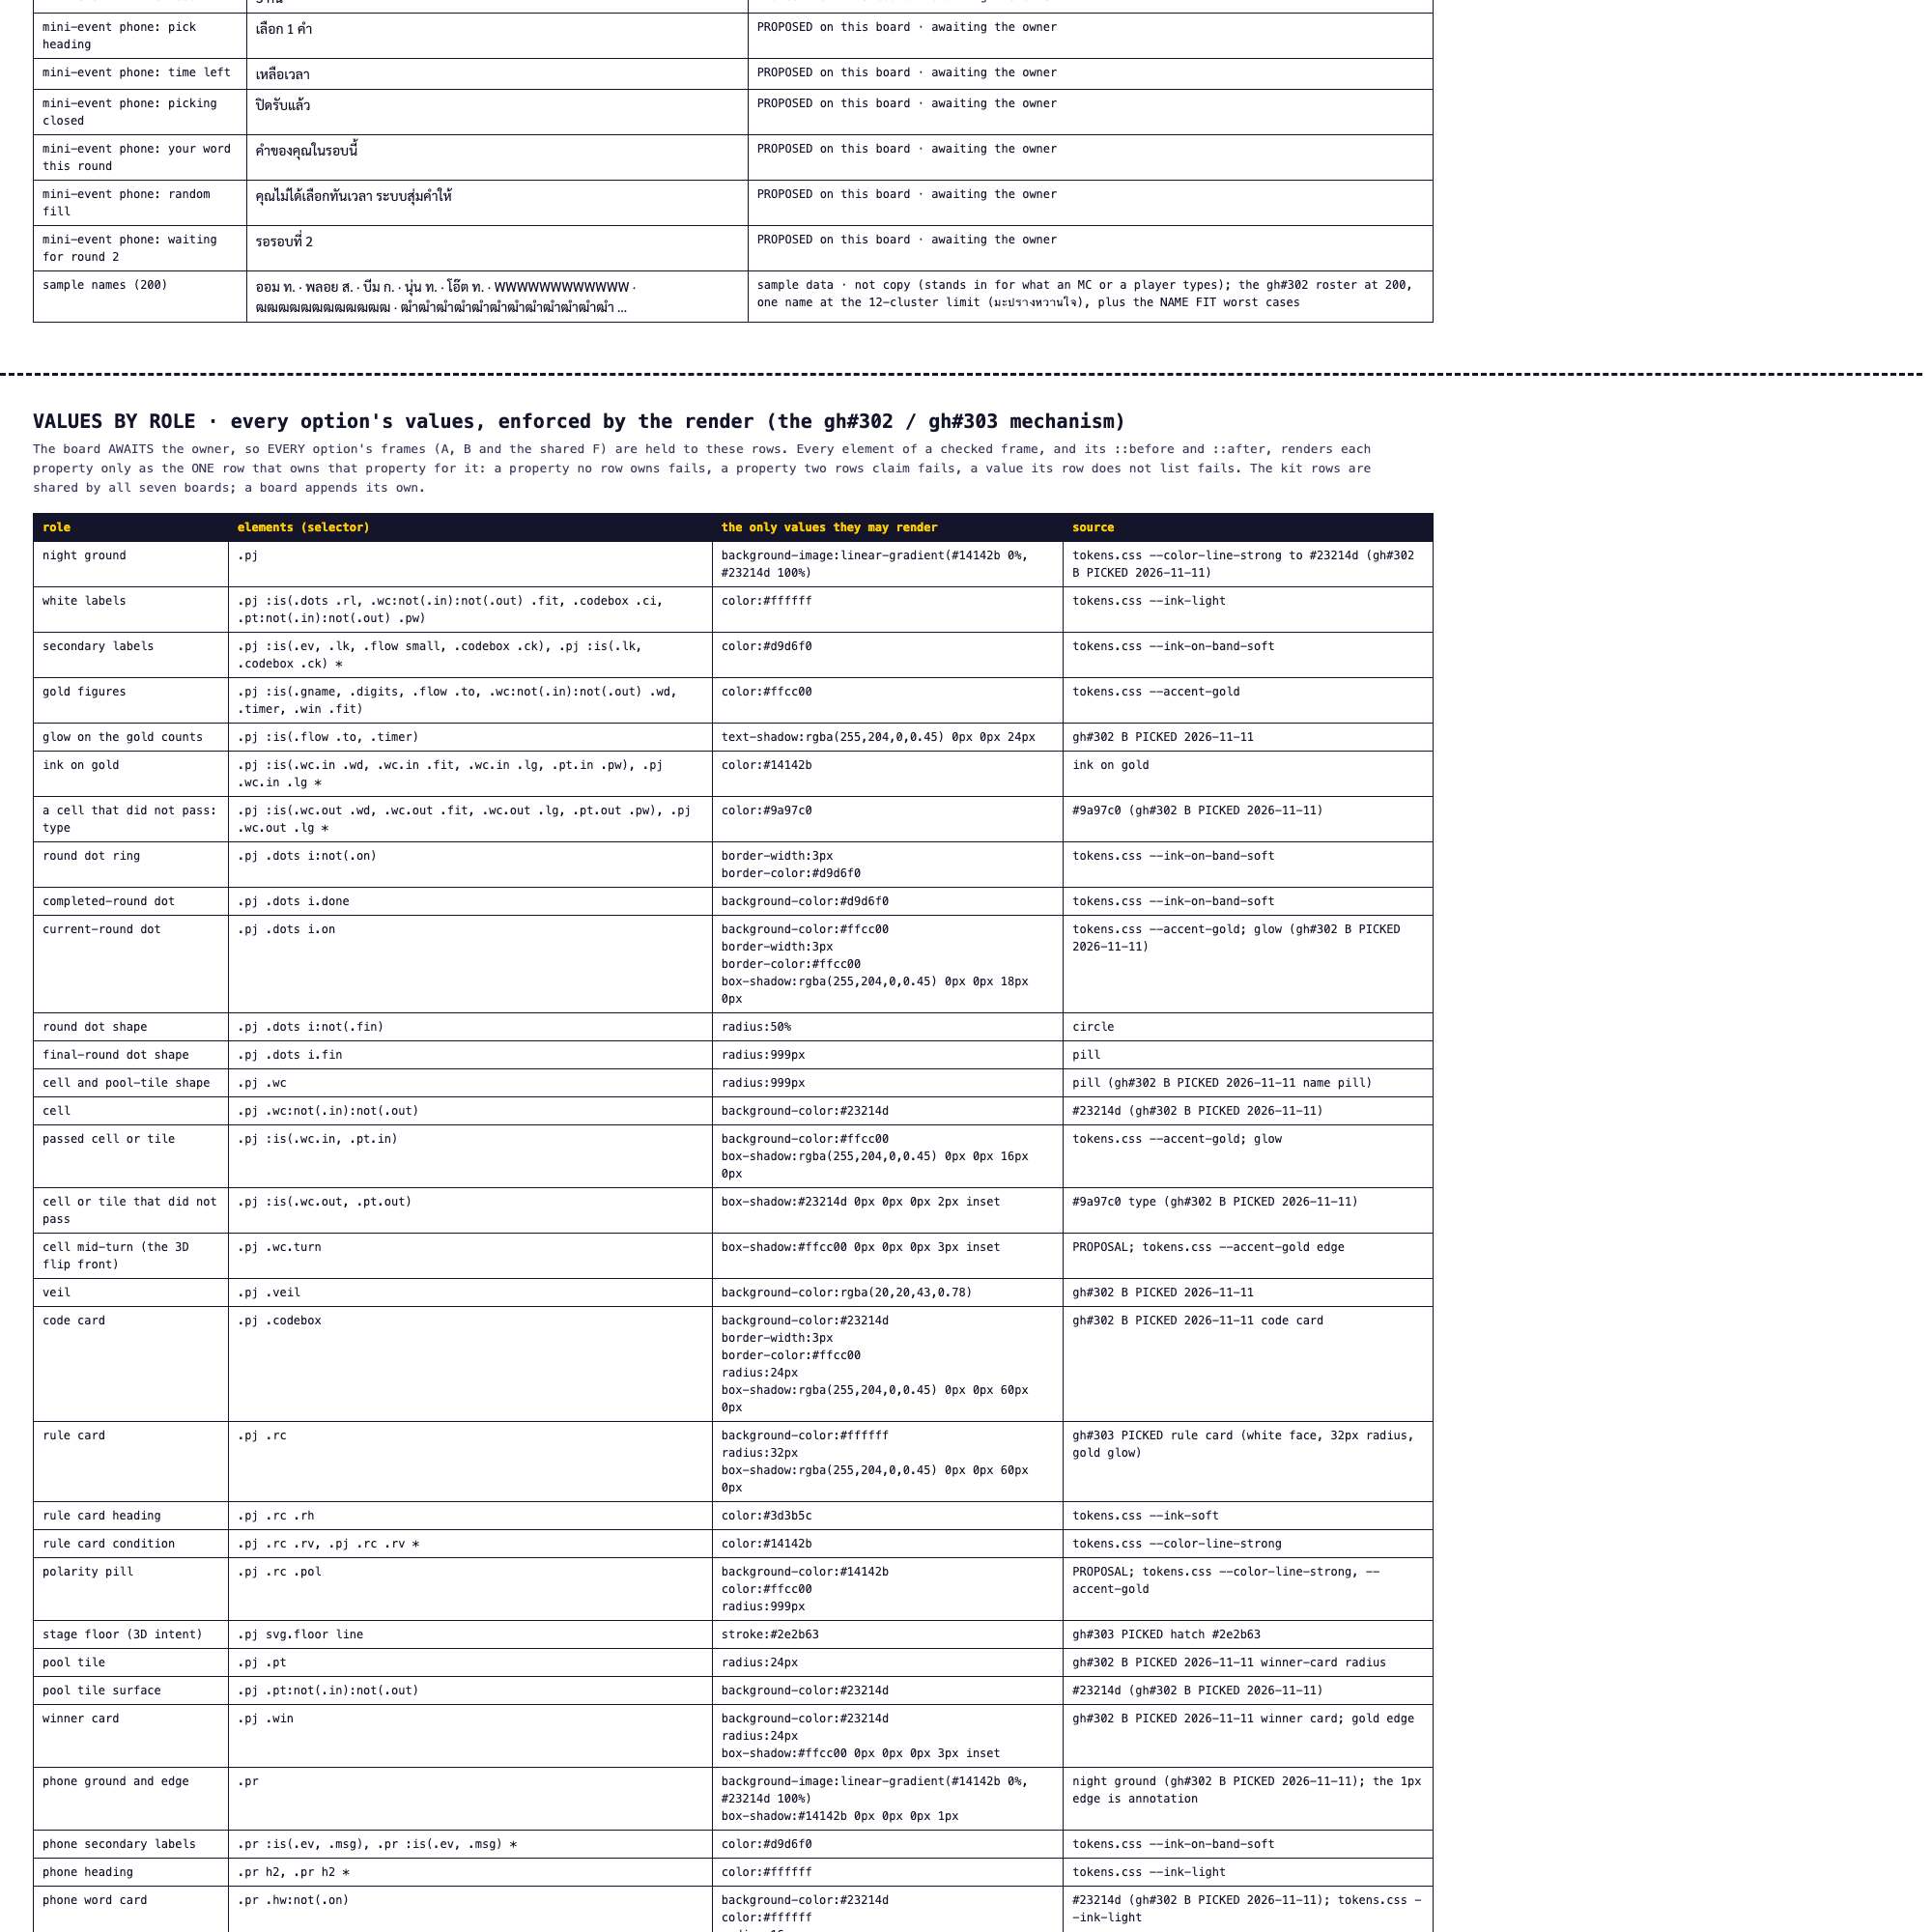 mini-event phone: pick
heading
เลือก 1 คำ
PROPOSED on this board · awaiting the owner
mini-event phone: time left
เหลือเวลา
PROPOSED on this board · awaiting the owner
mini-event phone: picking
closed
ปิดรับแล้ว
PROPOSED on this board · awaiting the owner
mini-event phone: your word
this round
คำของคุณในรอบนี้
PROPOSED on this board · awaiting the owner
mini-event phone: random
fill
คุณไม่ได้เลือกทันเวลา ระบบสุ่มคำให้
PROPOSED on this board · awaiting the owner
mini-event phone: waiting
for round 2
รอรอบที่ 2
PROPOSED on this board · awaiting the owner
sample names (200)
ออม ท. · พลอย ส. · บีม ก. · นุ่น ท. · โอ๊ต ท. · WWWWWWWWWWWW ·
sample data · not copy (stands in for what an MC or a player types); the gh#302 roster at 200,
one name at the 12-cluster limit (มะปรางหวานใจ), plus the NAME FIT worst cases
VALUES BY ROLE · every option's values, enforced by the render (the gh#302 / gh#303 mechanism)
The board AWAITS the owner, so EVERY option's frames (A, B and the shared F) are held to these rows. Every element of a checked frame, and its ::before and ::after, renders each
property only as the ONE row that owns that property for it: a property no row owns fails, a property two rows claim fails, a value its row does not list fails. The kit rows are
shared by all seven boards; a board appends its own.
role
elements (selector)
the only values they may render
source
night ground
.pj
background-image:linear-gradient(#14142b 0%,
#23214d 100%)
tokens.css --color-line-strong to #23214d (gh#302
B PICKED 2026-11-11)
white labels
.pj :is(.dots .rl, .wc:not(.in):not(.out) .fit, .codebox .ci,
.pt:not(.in):not(.out) .pw)
color:#ffffff
tokens.css --ink-light
secondary labels
.pj :is(.ev, .lk, .flow small, .codebox .ck), .pj :is(.lk,
.codebox .ck) *
color:#d9d6f0
tokens.css --ink-on-band-soft
gold figures
.pj :is(.gname, .digits, .flow .to, .wc:not(.in):not(.out) .wd,
.timer, .win .fit)
color:#ffcc00
tokens.css --accent-gold
glow on the gold counts
.pj :is(.flow .to, .timer)
text-shadow:rgba(255,204,0,0.45) 0px 0px 24px
gh#302 B PICKED 2026-11-11
ink on gold
.pj :is(.wc.in .wd, .wc.in .fit, .wc.in .lg, .pt.in .pw), .pj
.wc.in .lg *
color:#14142b
ink on gold
a cell that did not pass:
type
.pj :is(.wc.out .wd, .wc.out .fit, .wc.out .lg, .pt.out .pw), .pj
.wc.out .lg *
color:#9a97c0
#9a97c0 (gh#302 B PICKED 2026-11-11)
round dot ring
.pj .dots i:not(.on)
border-width:3px
border-color:#d9d6f0
tokens.css --ink-on-band-soft
completed-round dot
.pj .dots i.done
background-color:#d9d6f0
tokens.css --ink-on-band-soft
current-round dot
.pj .dots i.on
background-color:#ffcc00
border-width:3px
border-color:#ffcc00
box-shadow:rgba(255,204,0,0.45) 0px 0px 18px
0px
tokens.css --accent-gold; glow (gh#302 B PICKED
2026-11-11)
round dot shape
.pj .dots i:not(.fin)
radius:50%
circle
final-round dot shape
.pj .dots i.fin
radius:999px
pill
cell and pool-tile shape
.pj .wc
radius:999px
pill (gh#302 B PICKED 2026-11-11 name pill)
cell
.pj .wc:not(.in):not(.out)
background-color:#23214d
#23214d (gh#302 B PICKED 2026-11-11)
passed cell or tile
.pj :is(.wc.in, .pt.in)
background-color:#ffcc00
box-shadow:rgba(255,204,0,0.45) 0px 0px 16px
0px
tokens.css --accent-gold; glow
cell or tile that did not
pass
.pj :is(.wc.out, .pt.out)
box-shadow:#23214d 0px 0px 0px 2px inset
#9a97c0 type (gh#302 B PICKED 2026-11-11)
cell mid-turn (the 3D
flip front)
.pj .wc.turn
box-shadow:#ffcc00 0px 0px 0px 3px inset
PROPOSAL; tokens.css --accent-gold edge
veil
.pj .veil
background-color:rgba(20,20,43,0.78)
gh#302 B PICKED 2026-11-11
code card
.pj .codebox
background-color:#23214d
border-width:3px
border-color:#ffcc00
radius:24px
box-shadow:rgba(255,204,0,0.45) 0px 0px 60px
0px
gh#302 B PICKED 2026-11-11 code card
rule card
.pj .rc
background-color:#ffffff
radius:32px
box-shadow:rgba(255,204,0,0.45) 0px 0px 60px
0px
gh#303 PICKED rule card (white face, 32px radius,
gold glow)
rule card heading
.pj .rc .rh
color:#3d3b5c
tokens.css --ink-soft
rule card condition
.pj .rc .rv, .pj .rc .rv *
color:#14142b
tokens.css --color-line-strong
polarity pill
.pj .rc .pol
background-color:#14142b
color:#ffcc00
radius:999px
PROPOSAL; tokens.css --color-line-strong, --
accent-gold
stage floor (3D intent)
.pj svg.floor line
stroke:#2e2b63
gh#303 PICKED hatch #2e2b63
pool tile
.pj .pt
radius:24px
gh#302 B PICKED 2026-11-11 winner-card radius
pool tile surface
.pj .pt:not(.in):not(.out)
background-color:#23214d
#23214d (gh#302 B PICKED 2026-11-11)
winner card
.pj .win
background-color:#23214d
radius:24px
box-shadow:#ffcc00 0px 0px 0px 3px inset
gh#302 B PICKED 2026-11-11 winner card; gold edge
phone ground and edge
.pr
background-image:linear-gradient(#14142b 0%,
#23214d 100%)
box-shadow:#14142b 0px 0px 0px 1px
night ground (gh#302 B PICKED 2026-11-11); the 1px
edge is annotation
phone secondary labels
.pr :is(.ev, .msg), .pr :is(.ev, .msg) *
color:#d9d6f0
tokens.css --ink-on-band-soft
phone heading
.pr h2, .pr h2 *
color:#ffffff
tokens.css --ink-light
phone word card
.pr .hw:not(.on)
background-color:#23214d
color:#ffffff
#23214d (gh#302 B PICKED 2026-11-11); tokens.css -
-ink-light